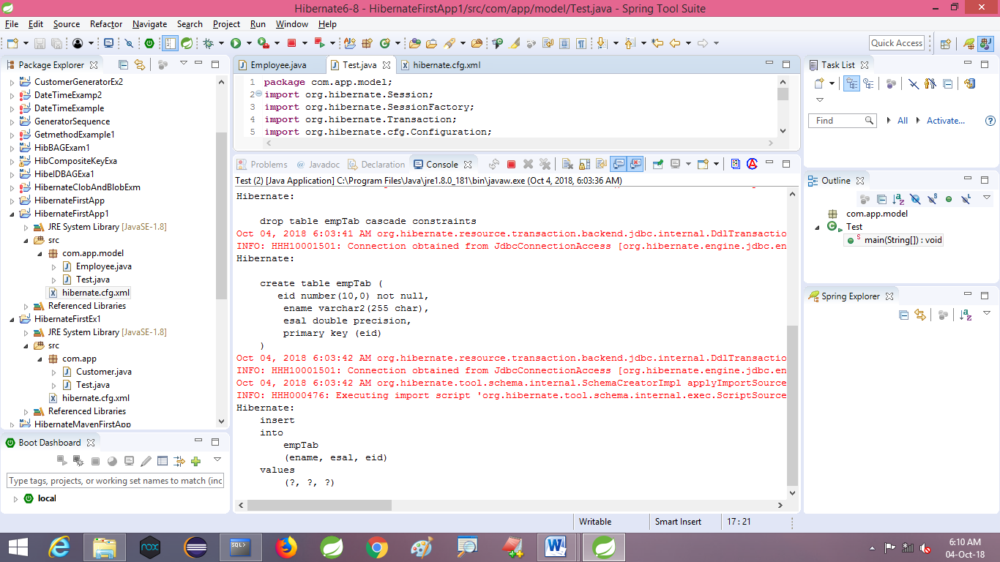 Hibernate6-8 - HibernateFirstApp1/src/com/app/model/Test.java - Spring Tool Suite
File Edit Source Refactor Navigate Search Project Run Window Help
Quick Access
Package Explorer
CustomerGeneratorEx2
DateTimeExamp2
DateTimeExample
GeneratorSequence
GetmethodExample1
HibBAGExam1
HibCompositeKeyExa
HibeIDBAGExa1
HibernateClobAndBlobExm
HibernateFirstApp
HibernateFirstApp1
JRE System Library [JavaSE-1.8]
src
com.app.model
Employee.java
Test.java
hibernate.cfg.xml
Referenced Libraries
HibernateFirstEx1
JRE System Library [JavaSE-1.8]
src
com.app
Customer.java
Test.java
hibernate.cfg.xml
Referenced Libraries
HibernateMavenFirstApp
Boot Dashboard
Type tags, projects, or working set names to match (inc
local
Employee.java Test.java hibernate.cfg.xml
1 package com.app.model;
2 import org.hibernate.Session;
3 import org.hibernate.SessionFactory;
4 import org.hibernate.Transaction;
5 import org.hibernate.cfg.Configuration;
Problems @ Javadoc Declaration Console
Test (2) [Java Application] C:\Program Files\Java\jre1.8.0_181\bin\javaw.exe (Oct 4, 2018, 6:03:36 AM)
Hibernate:
drop table empTab cascade constraints
Oct 04, 2018 6:03:41 AM org.hibernate.resource.transaction.backend.jdbc.internal.DdlTransactio
INFO: HHH10001501: Connection obtained from JdbcConnectionAccess [org.hibernate.engine.jdbc.en
Hibernate:
create table empTab (
eid number(10,0) not null,
ename varchar2(255 char),
esal double precision,
primary key (eid)
)
Oct 04, 2018 6:03:42 AM org.hibernate.resource.transaction.backend.jdbc.internal.DdlTransactio
INFO: HHH10001501: Connection obtained from JdbcConnectionAccess [org.hibernate.engine.jdbc.en
Oct 04, 2018 6:03:42 AM org.hibernate.tool.schema.internal.SchemaCreatorImpl applyImportSource
INFO: HHH000476: Executing import script 'org.hibernate.tool.schema.internal.exec.ScriptSource
Hibernate:
insert
into
empTab
(ename, esal, eid)
values
(?, ?, ?)
Task List
Find All Activate...
Outline
com.app.model
Test
main(String[]) : void
Spring Explorer
Writable Smart Insert 17 : 21
nox
SQL>
6:10 AM
04-Oct-18